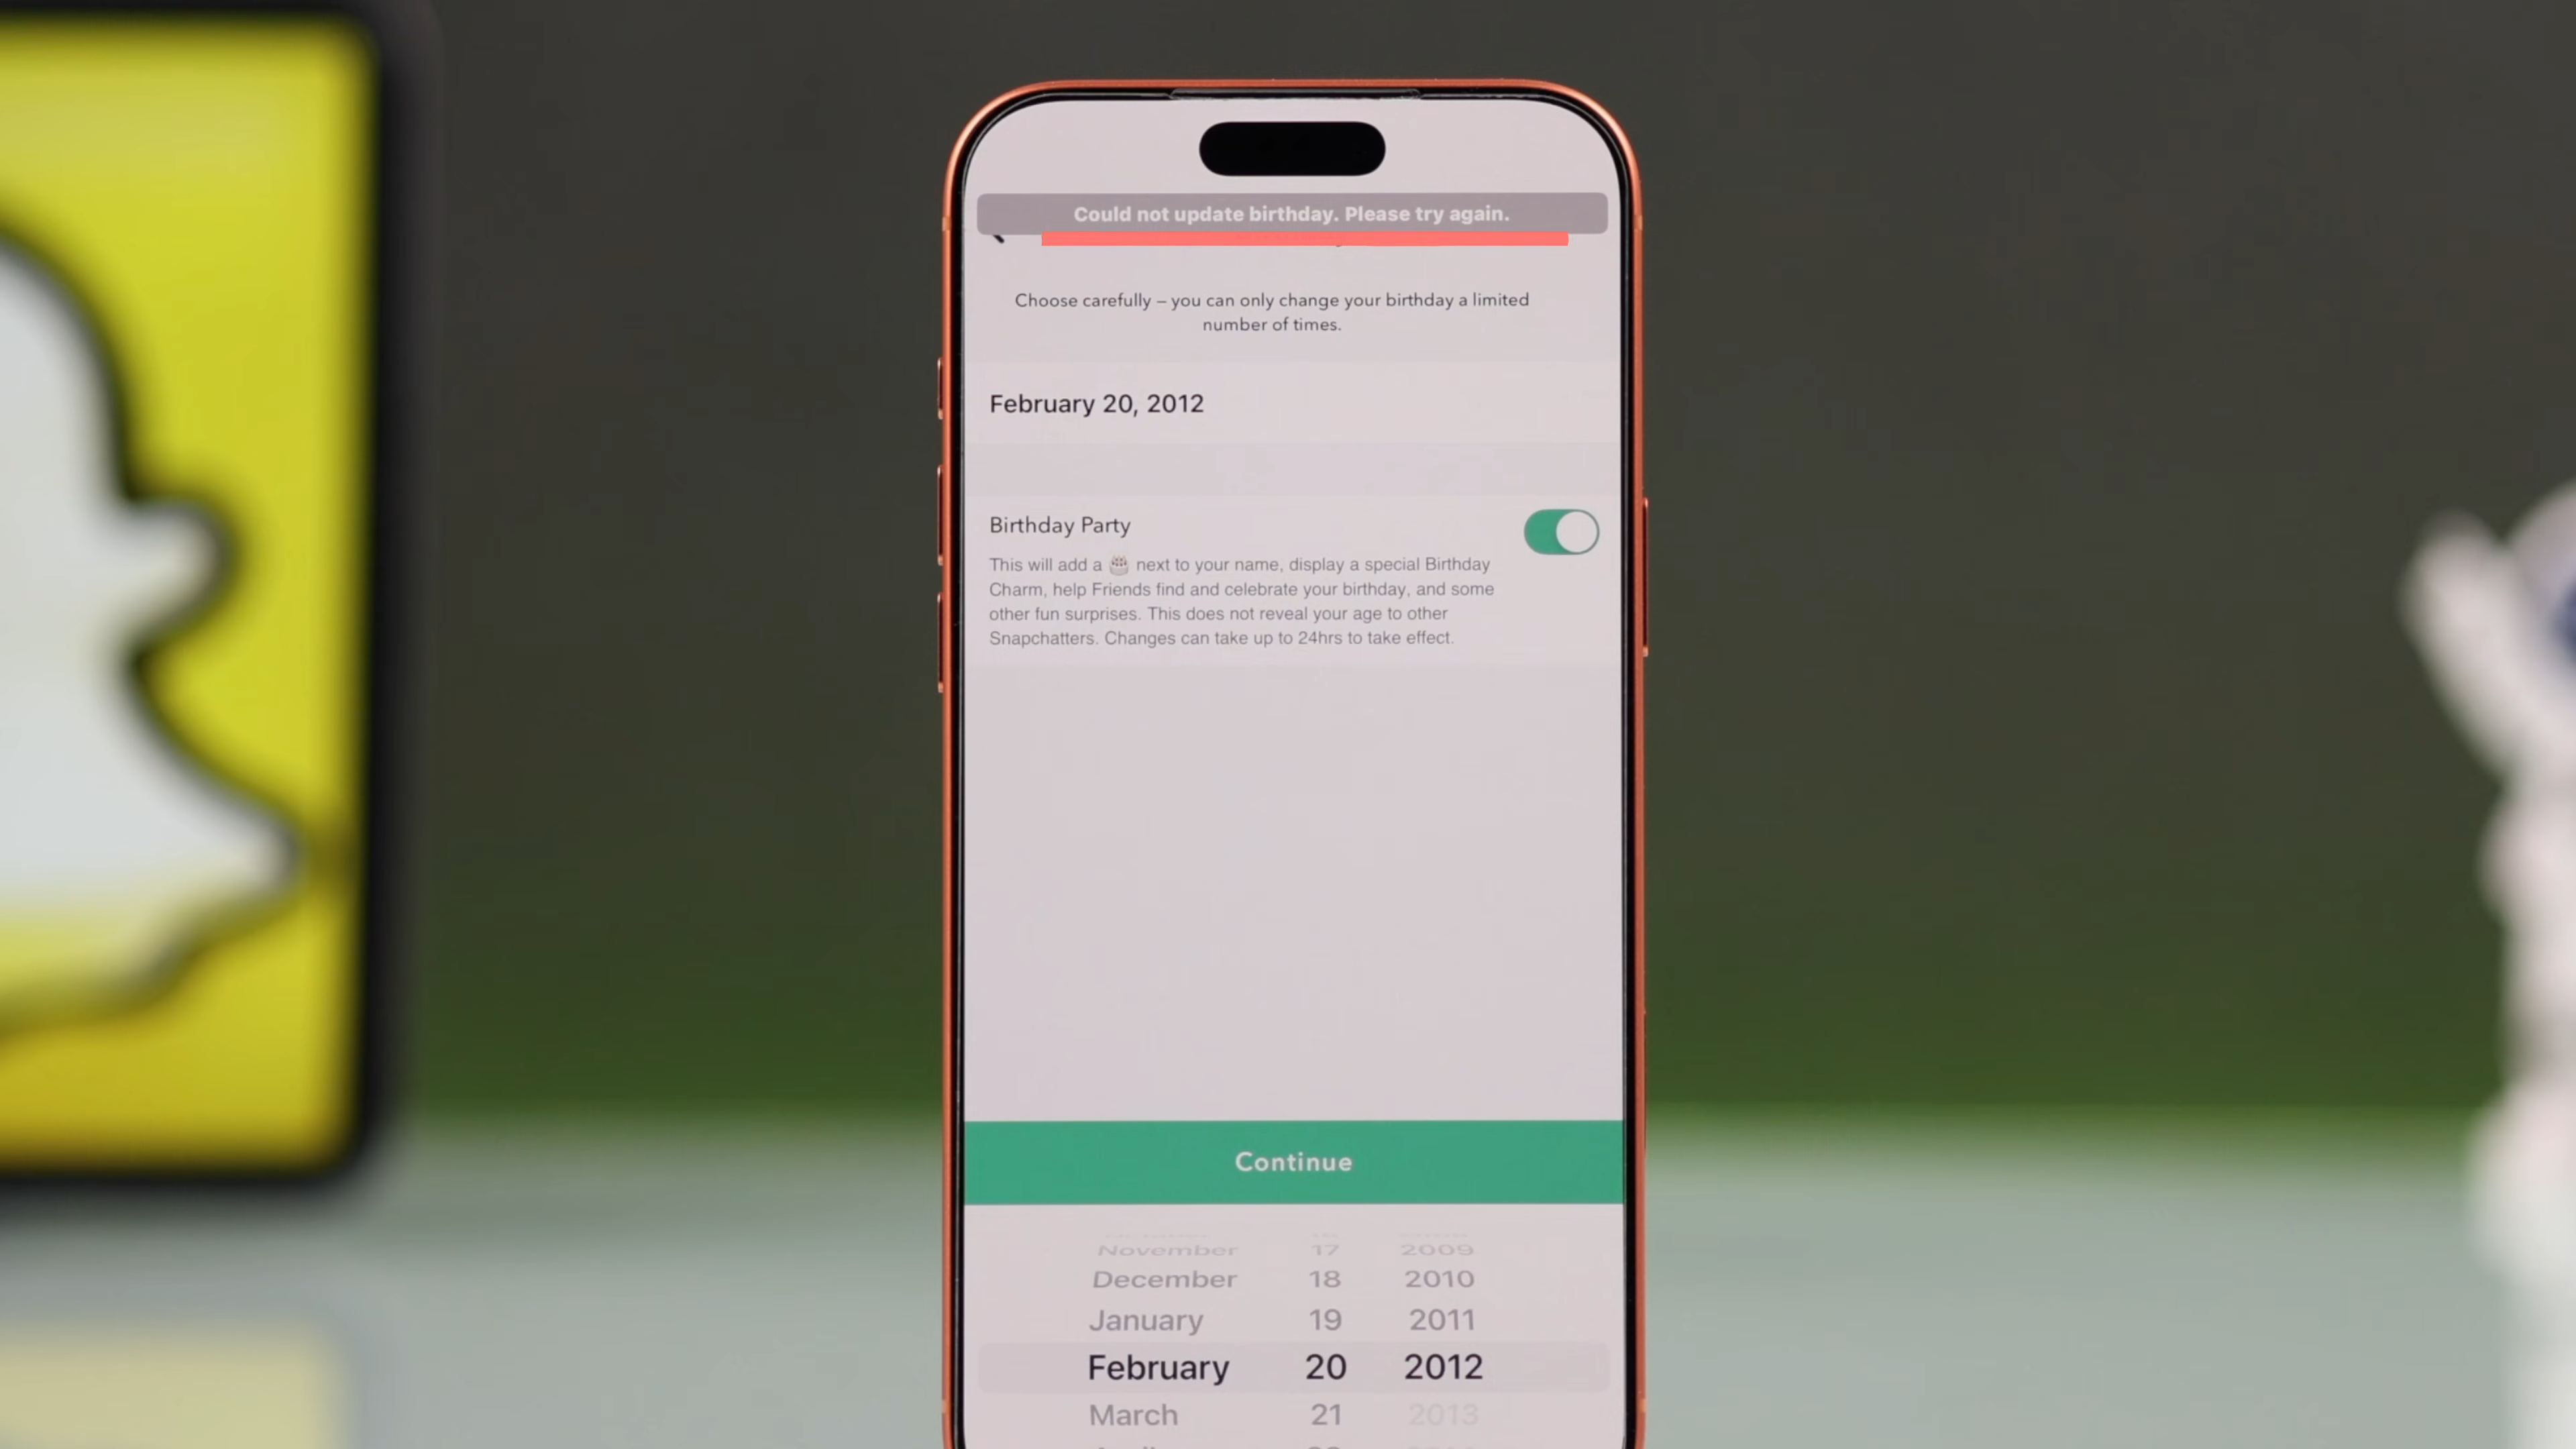 Could not update birthday. Please try again.
Choose carefully – you can only change your birthday a limited
number of times.
February 20, 2012
Birthday Party
This will add a 🎂 next to your name, display a special Birthday
Charm, help Friends find and celebrate your birthday, and some
other fun surprises. This does not reveal your age to other
Snapchatters. Changes can take up to 24hrs to take effect.
Continue
November 17 2009
December 18 2010
January 19 2011
February 20 2012
March 21 2013